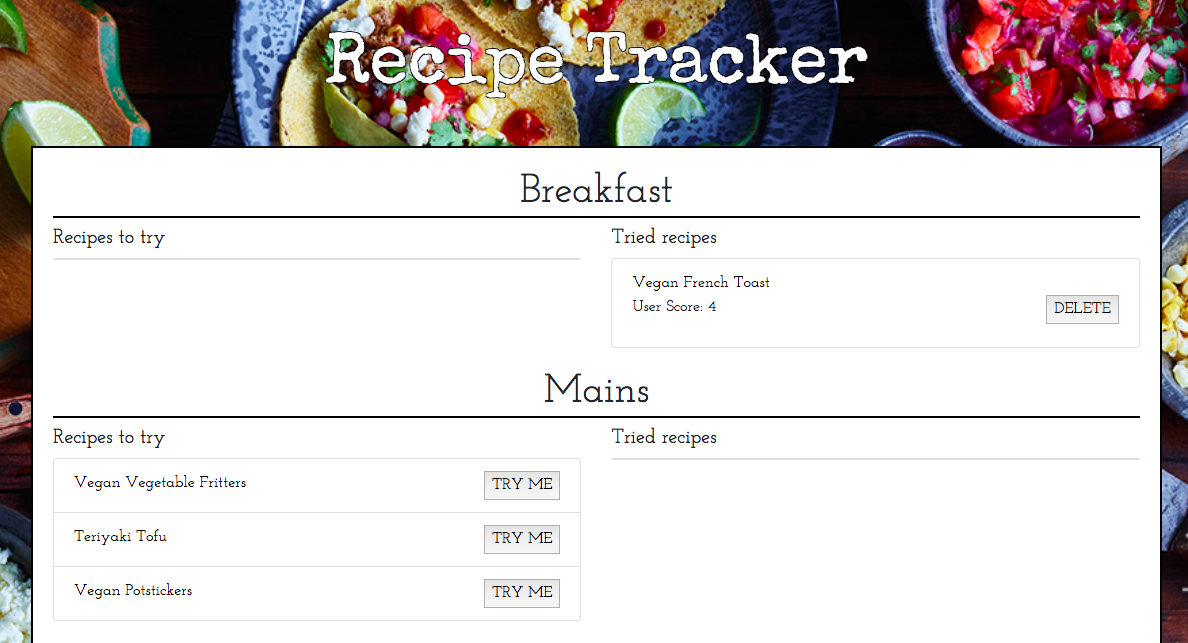 Recipe Tracker
Breakfast
Recipes to try
Tried recipes
Vegan French Toast
User Score: 4
DELETE
Mains
Recipes to try
Tried recipes
Vegan Vegetable Fritters
TRY ME
Teriyaki Tofu
TRY ME
Vegan Potstickers
TRY ME